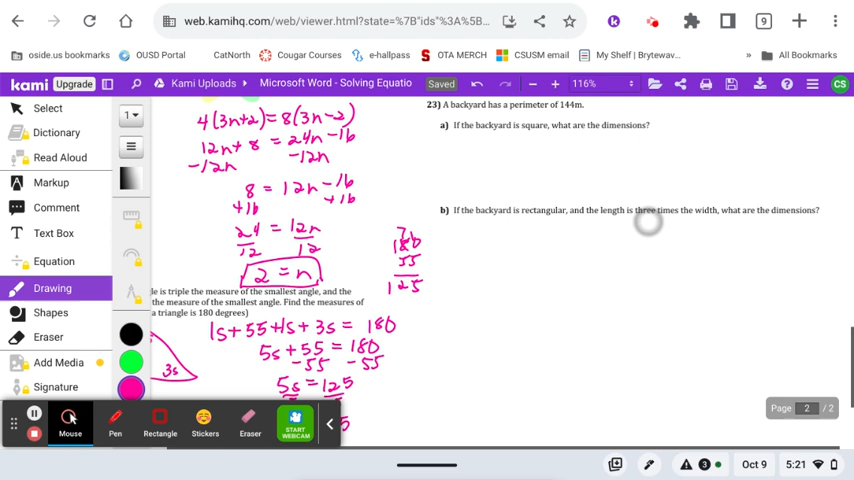 web.kamihq.com/web/viewer.html?state=%7B"ids"%3A%5B...
9
oside.us bookmarks
OUSD Portal
CatNorth
Cougar Courses
e-hallpass
OTA MERCH
CSUSM email
My Shelf | Brytewav...
»
All Bookmarks
kami
Upgrade
Kami Uploads
Microsoft Word - Solving Equatio
Saved
116%
CS
Select
Dictionary
Read Aloud
Markup
Comment
Text Box
Equation
Drawing
Shapes
Eraser
Add Media
Signature
1
4(3n+2)=8(3n-2)
12n+8 = 24n-16
-12n -12n
8 = 12n-16
+16 +16
24 = 12n
12 12
2 = n
180
55
125
le is triple the measure of the smallest angle, and the
the measure of the smallest angle. Find the measures of
a triangle is 180 degrees)
1s+55+1s+3s = 180
5s+55=180
-55 -55
5s=125
3s
5
23) A backyard has a perimeter of 144m.
a) If the backyard is square, what are the dimensions?
b) If the backyard is rectangular, and the length is three times the width, what are the dimensions?
Page 2 / 2
Mouse
Pen
Rectangle
Stickers
Eraser
START
WEBCAM
3
Oct 9
5:21